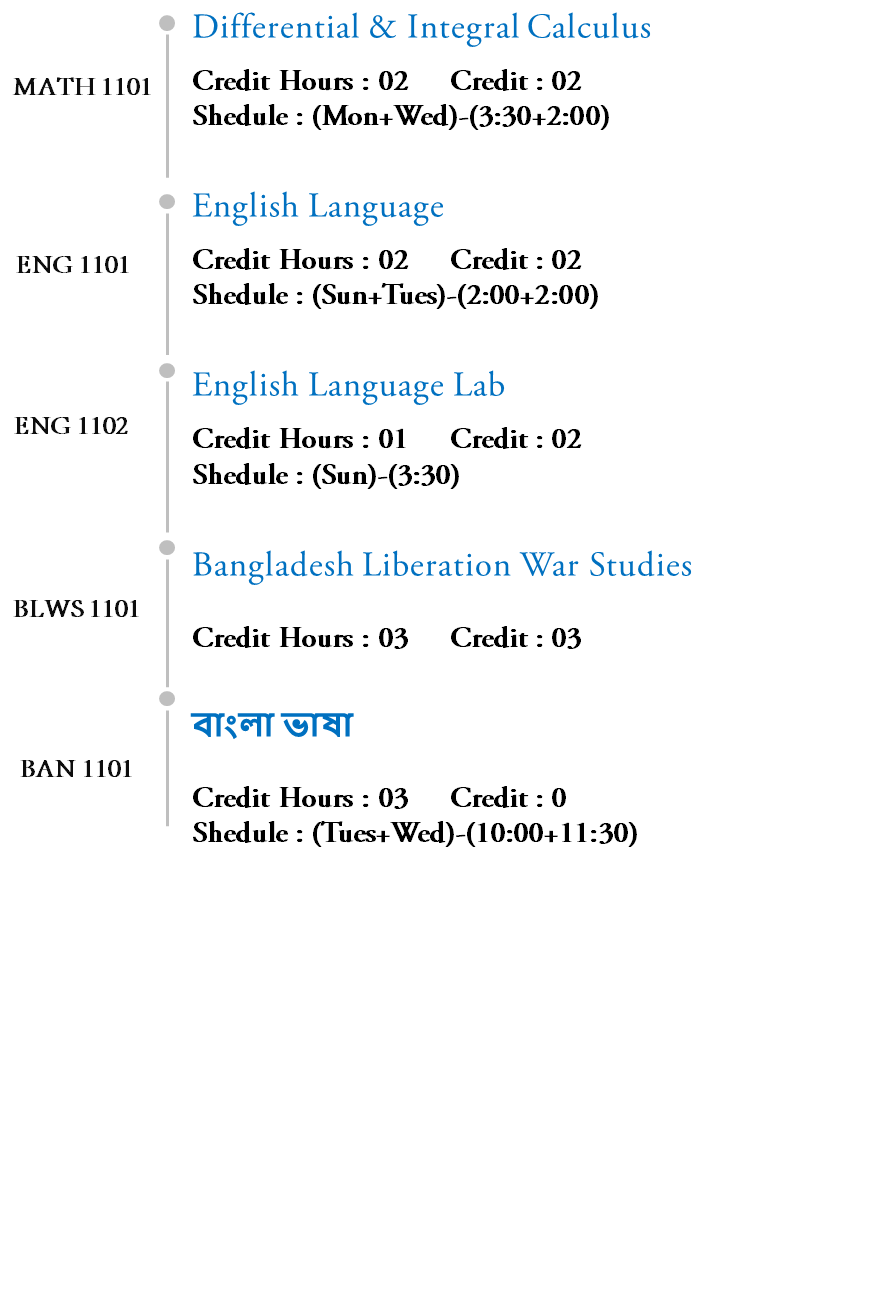 Differential & Integral Calculus
MATH 1101
Credit Hours : 02 Credit : 02
Shedule : (Mon+Wed)-(3:30+2:00)
English Language
ENG 1101
Credit Hours : 02 Credit : 02
Shedule : (Sun+Tues)-(2:00+2:00)
English Language Lab
ENG 1102
Credit Hours : 01 Credit : 02
Shedule : (Sun)-(3:30)
Bangladesh Liberation War Studies
BLWS 1101
Credit Hours : 03 Credit : 03
বাংলা ভাষা
BAN 1101
Credit Hours : 03 Credit : 0
Shedule : (Tues+Wed)-(10:00+11:30)